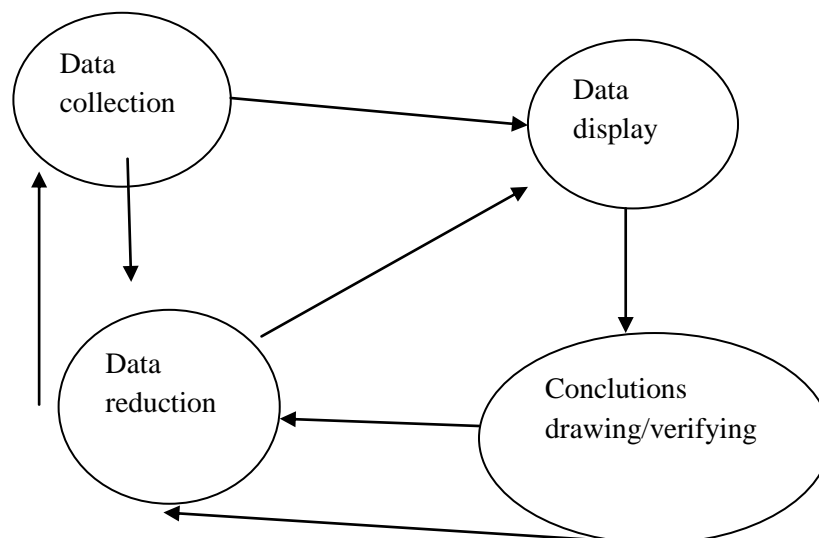 Data
collection
Data
display
Data
reduction
Conclutions
drawing/verifying